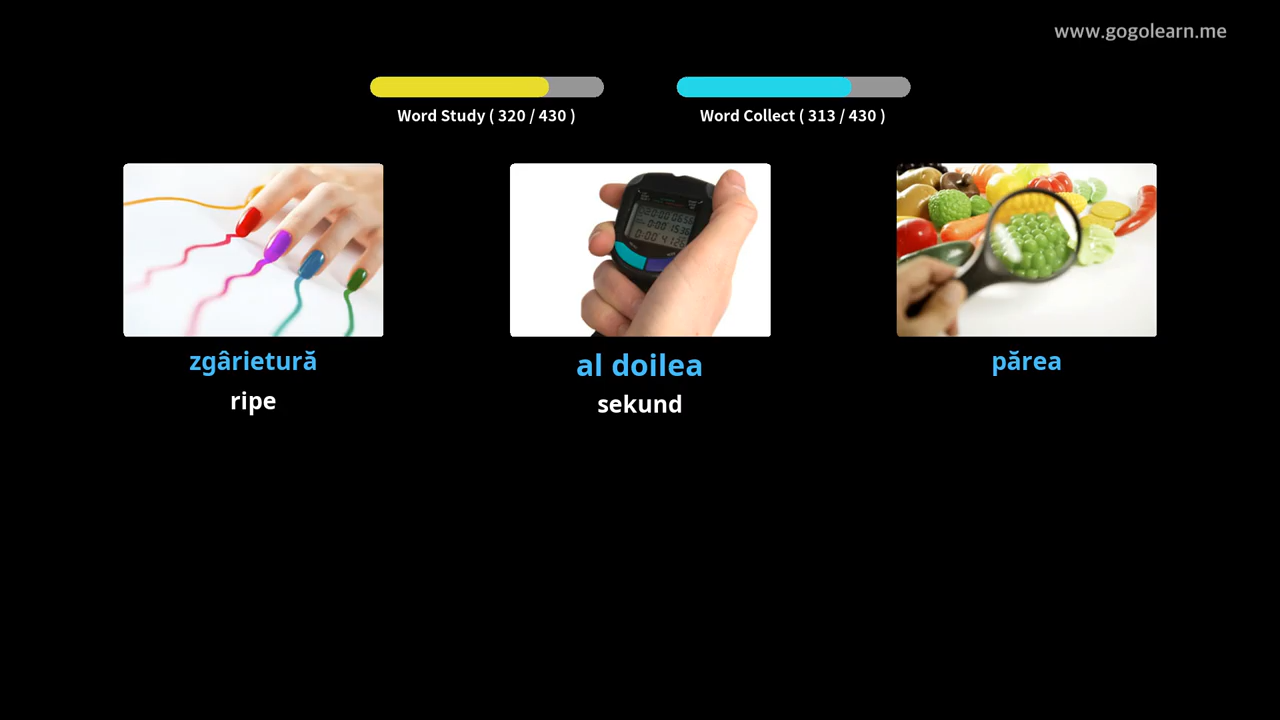 www.gogolearn.me
Word Study ( 320 / 430 )
Word Collect ( 313 / 430 )
zgârietură
al doilea
părea
ripe
sekund